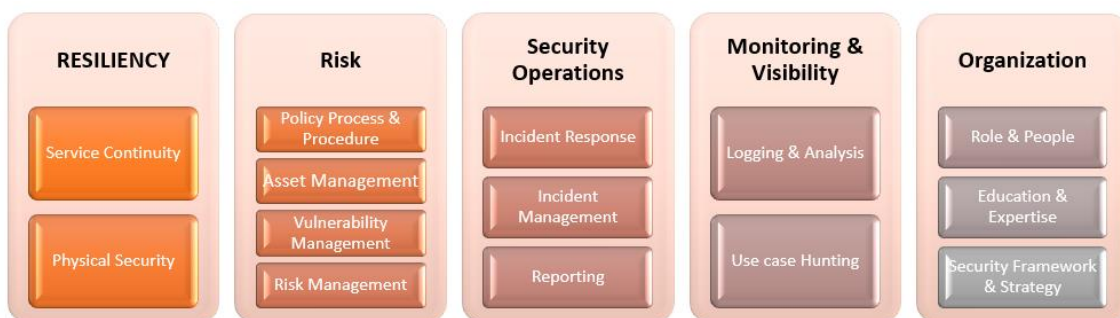 RESILIENCY
Service Continuity
Physical Security
Risk
Policy Process &
Procedure
Asset Management
Vulnerability
Management
Risk Management
Security
Operations
Incident Response
Incident
Management
Reporting
Monitoring &
Visibility
Logging & Analysis
Use case Hunting
Organization
Role & People
Education &
Expertise
Security Framework
& Strategy